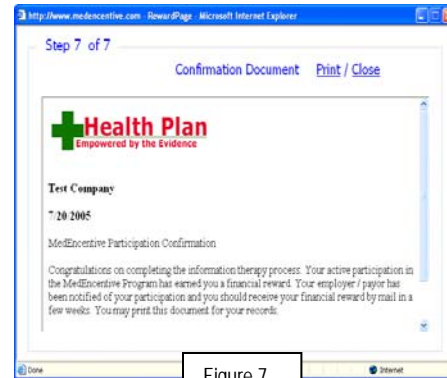 http://www.medencentive.com - RewardPage - Microsoft Internet Explorer
Step 7 of 7
Confirmation Document Print / Close
Health Plan
Empowered by the Evidence
Test Company
7/20/2005
MedEncentive Participation Confirmation
Congratulations on completing the information therapy process. Your active participation in
the MedEncentive Program has earned you a financial reward. Your employer / payor has
been notified of your participation and you should receive your financial reward by mail in a
few weeks. You may print this document for your records.
Done
Internet
Figure 7